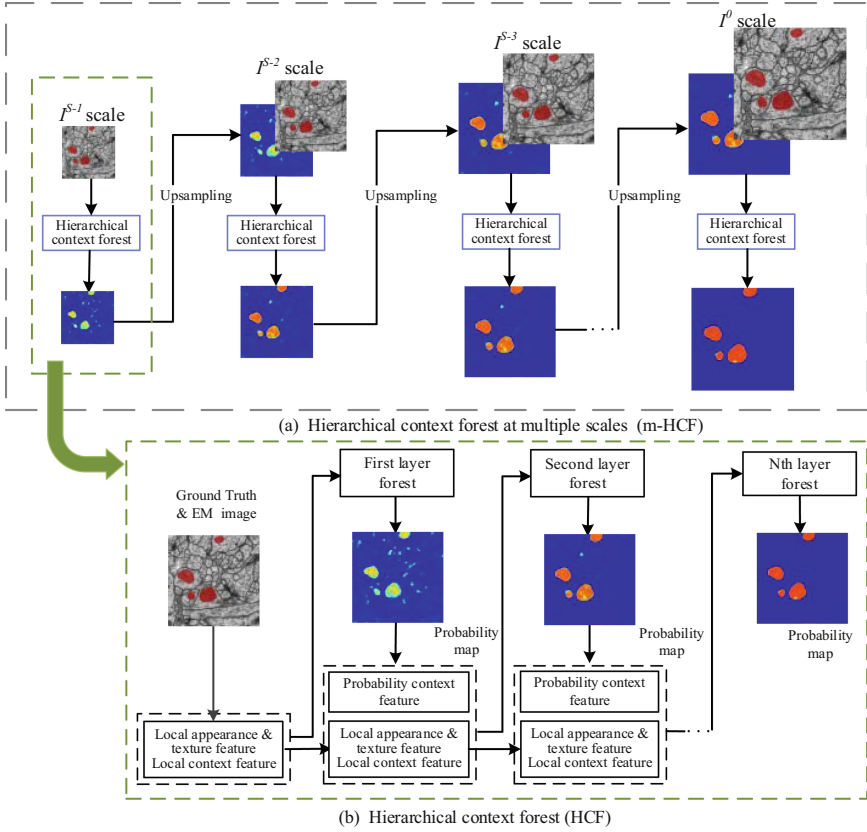 I^{S-1} scale
I^{S-2} scale
I^{S-3} scale
I^{0} scale
Upsampling
Upsampling
Upsampling
Hierarchical
context forest
Hierarchical
context forest
Hierarchical
context forest
Hierarchical
context forest
(a) Hierarchical context forest at multiple scales (m-HCF)
Ground Truth
& EM image
First layer
forest
Second layer
forest
Nth layer
forest
Probability
map
Probability
map
Probability
map
Probability context
feature
Probability context
feature
Local appearance &
texture feature
Local context feature
Local appearance &
texture feature
Local context feature
Local appearance &
texture feature
Local context feature
(b) Hierarchical context forest (HCF)